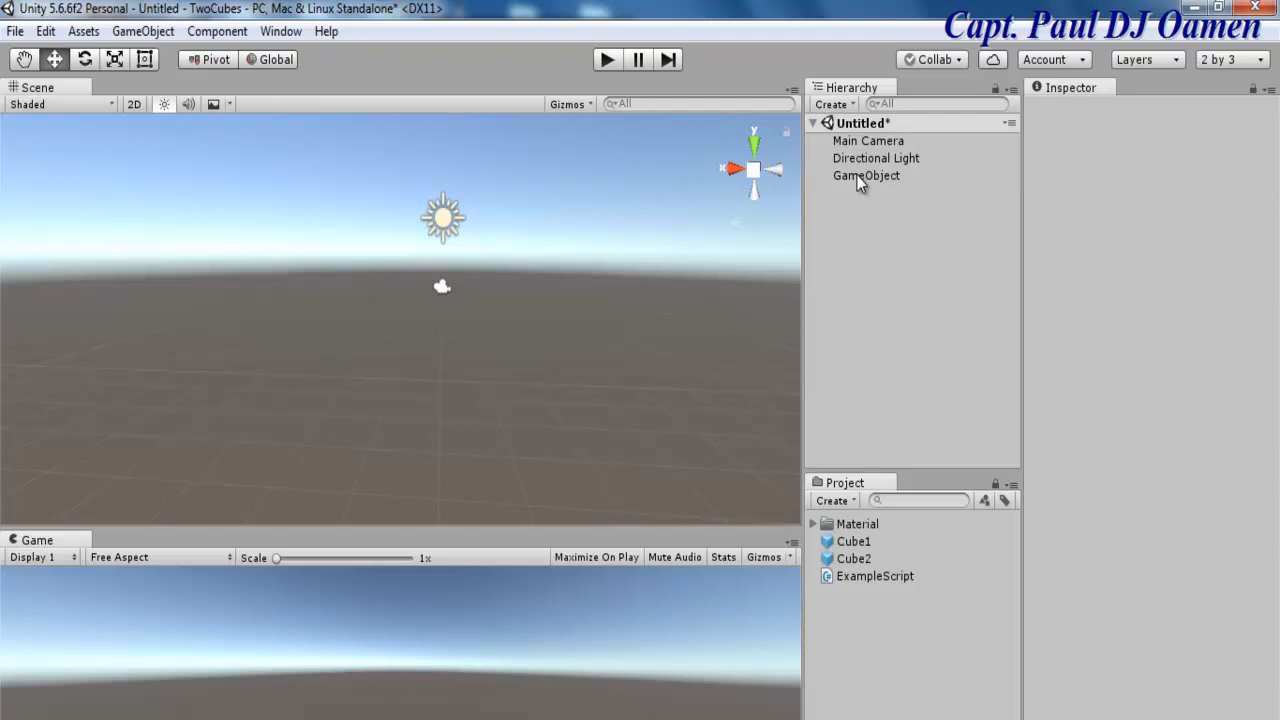 Unity 5.6.6f2 Personal - Untitled - TwoCubes - PC, Mac & Linux Standalone* <DX11>
Capt. Paul DJ Oamen
File Edit Assets GameObject Component Window Help
Pivot Global Collab Account Layers 2 by 3
Scene
Shaded 2D Gizmos All
y
x
Hierarchy
Create All
Untitled*
Main Camera
Directional Light
GameObject
Inspector
Project
Create
Material
Cube1
Cube2
ExampleScript
Game
Display 1 Free Aspect Scale 1x Maximize On Play Mute Audio Stats Gizmos